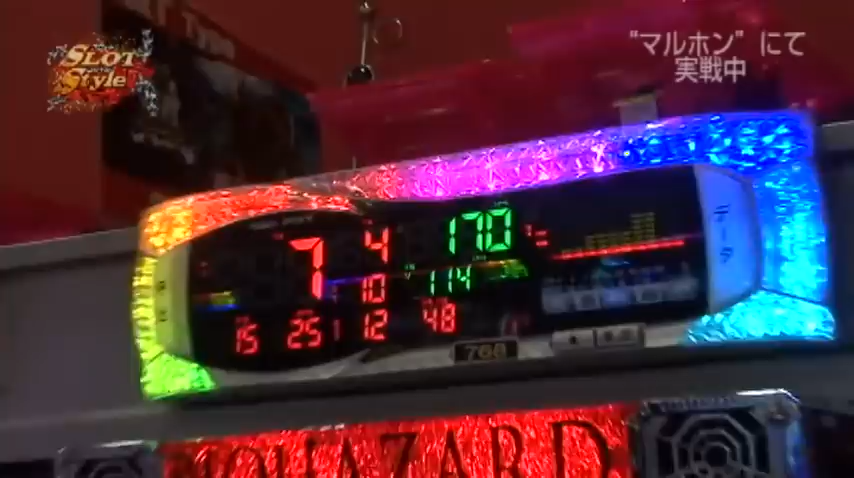 SLOT
Style
"マルホン" にて
実戦中
7 4 170
10 114
15 25 12 48
データ
768
BIOHAZARD